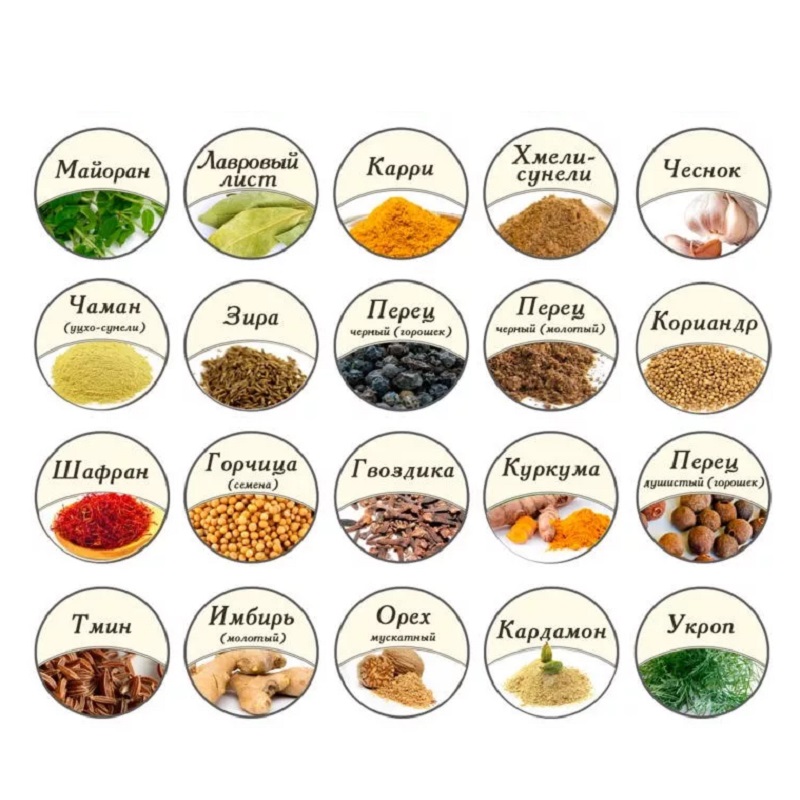 Майоран
Лавровый
лист
Карри
Хмели-
сунели
Чеснок
Чаман
(уцхо-сунели)
Зира
Перец
черный (горошек)
Перец
черный (молотый)
Кориандр
Шафран
Горчица
(семена)
Гвоздика
Куркума
Перец
душистый (горошек)
Тмин
Имбирь
(молотый)
Орех
мускатный
Кардамон
Укроп